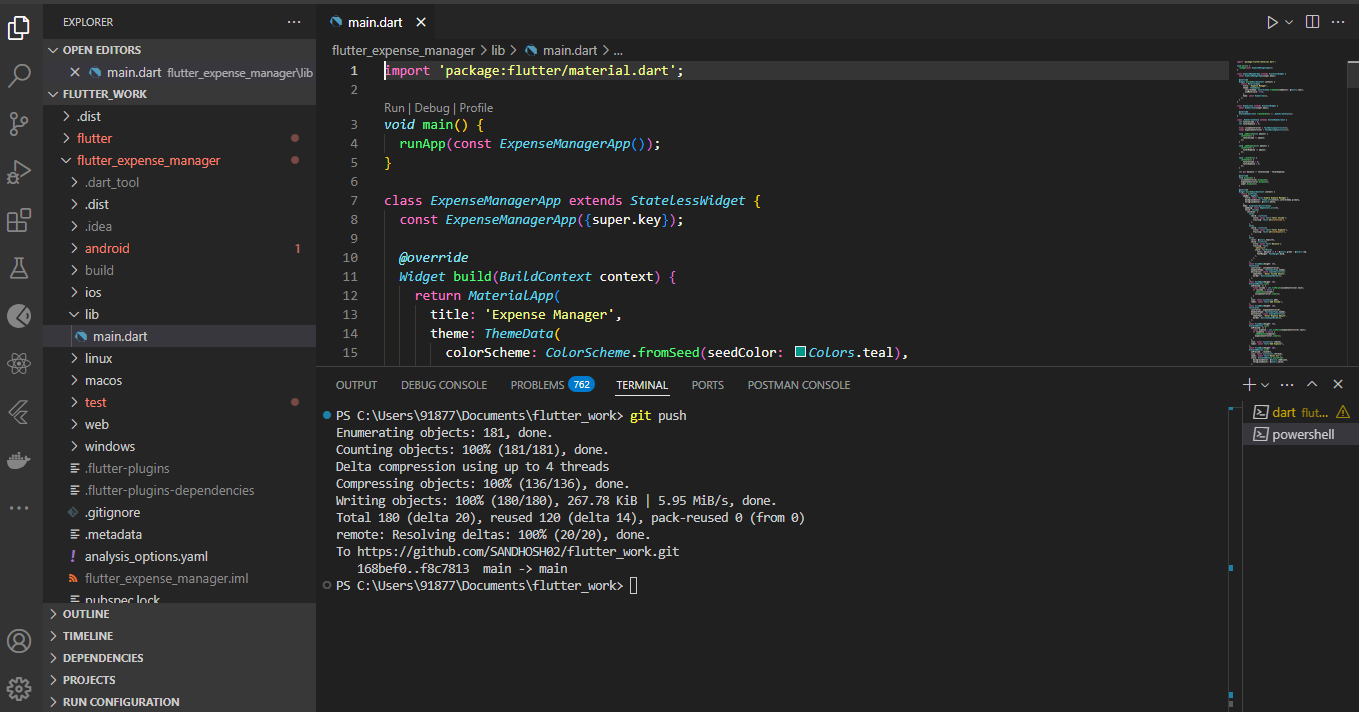 EXPLORER
OPEN EDITORS
main.dart flutter_expense_manager\lib
FLUTTER_WORK
.dist
flutter
flutter_expense_manager
.dart_tool
.dist
.idea
android 1
build
ios
lib
main.dart
linux
macos
test
web
windows
.flutter-plugins
.flutter-plugins-dependencies
.gitignore
.metadata
analysis_options.yaml
flutter_expense_manager.iml
pubspec.lock
OUTLINE
TIMELINE
DEPENDENCIES
PROJECTS
RUN CONFIGURATION
main.dart
flutter_expense_manager > lib > main.dart > ...
1 import 'package:flutter/material.dart';
2
Run | Debug | Profile
3 void main() {
4 runApp(const ExpenseManagerApp());
5 }
6
7 class ExpenseManagerApp extends StatelessWidget {
8 const ExpenseManagerApp({super.key});
9
10 @override
11 Widget build(BuildContext context) {
12 return MaterialApp(
13 title: 'Expense Manager',
14 theme: ThemeData(
15 colorScheme: ColorScheme.fromSeed(seedColor: Colors.teal),
OUTPUT DEBUG CONSOLE PROBLEMS 762 TERMINAL PORTS POSTMAN CONSOLE
PS C:\Users\91877\Documents\flutter_work> git push
Enumerating objects: 181, done.
Counting objects: 100% (181/181), done.
Delta compression using up to 4 threads
Compressing objects: 100% (136/136), done.
Writing objects: 100% (180/180), 267.78 KiB | 5.95 MiB/s, done.
Total 180 (delta 20), reused 120 (delta 14), pack-reused 0 (from 0)
remote: Resolving deltas: 100% (20/20), done.
To https://github.com/SANDHOSH02/flutter_work.git
168bef0..f8c7813 main -> main
PS C:\Users\91877\Documents\flutter_work>
dart flut...
powershell